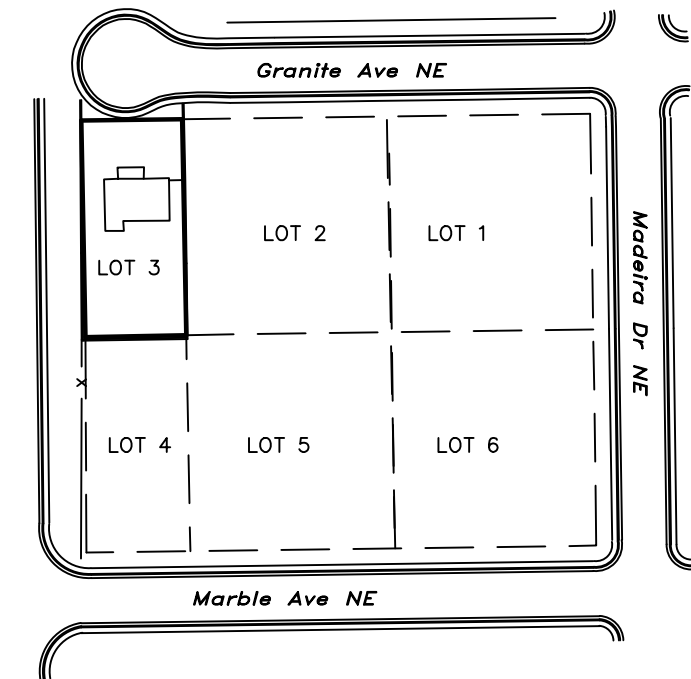 Granite Ave NE
LOT 2
LOT 1
Madeira Dr NE
LOT 3
x
LOT 4
LOT 5
LOT 6
Marble Ave NE